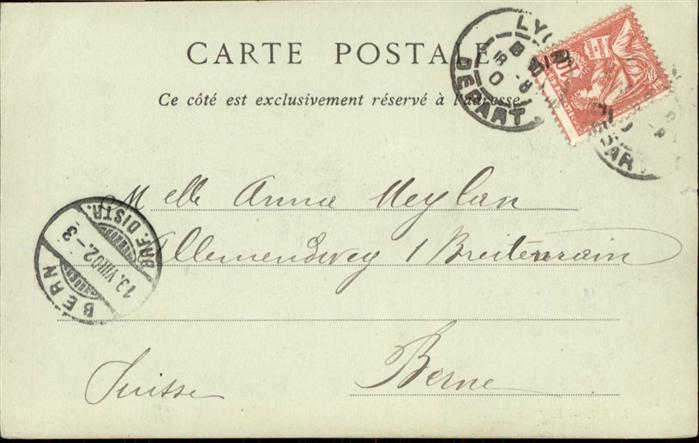 CARTE POSTALE
Ce côté est exclusivement réservé à l'adresse
LYON
DEPART
Melle Anna Meylan
Allemendweg 1 Breitenrain
BERN
13.VIII.02.-3
BRF. DISTR.
Berne
Suisse